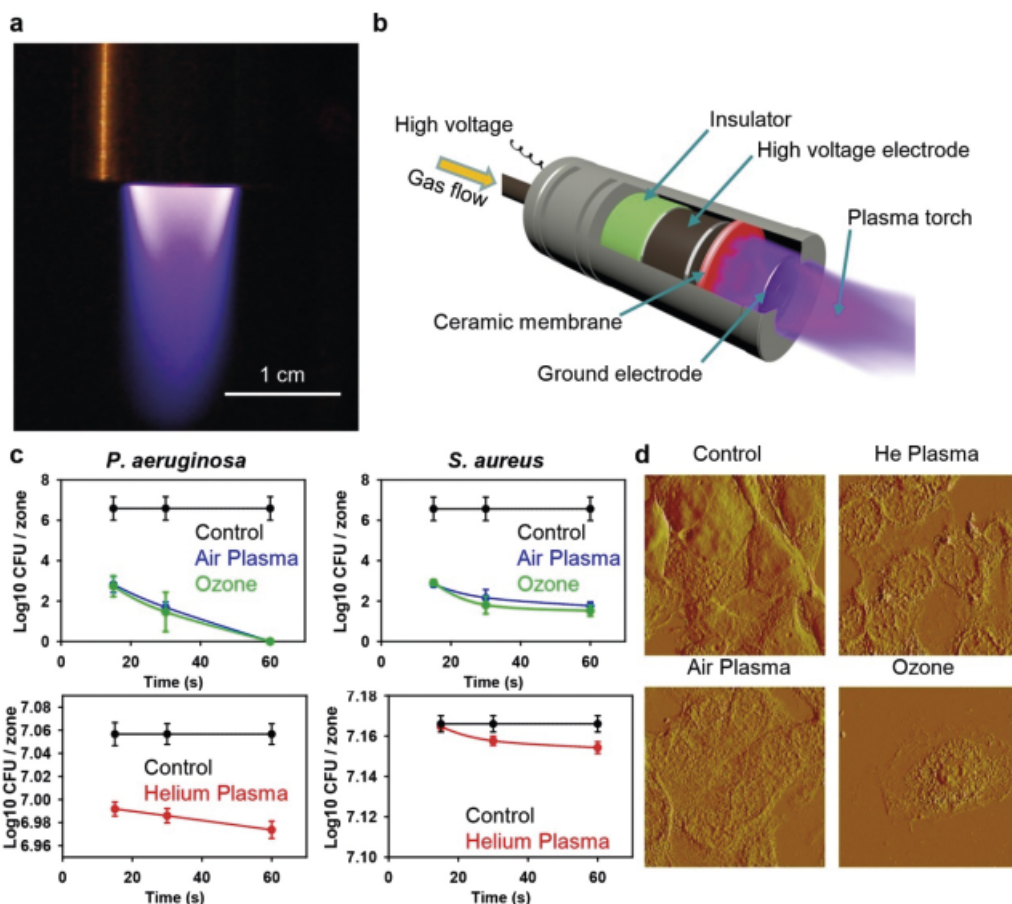 a
1 cm
b
High voltage
Gas flow
Insulator
High voltage electrode
Plasma torch
Ceramic membrane
Ground electrode
c
P. aeruginosa
Log10 CFU / zone
8
6
4
2
0
Control
Air Plasma
Ozone
0 20 40 60
Time (s)
S. aureus
Log10 CFU / zone
8
6
4
2
0
Control
Air Plasma
Ozone
0 20 40 60
Time (s)
Log10 CFU / zone
7.08
7.06
7.04
7.02
7.00
6.98
6.96
Control
Helium Plasma
0 20 40 60
Time (s)
Log10 CFU / zone
7.18
7.16
7.14
7.12
7.10
Control
Helium Plasma
0 20 40 60
Time (s)
d
Control
He Plasma
Air Plasma
Ozone